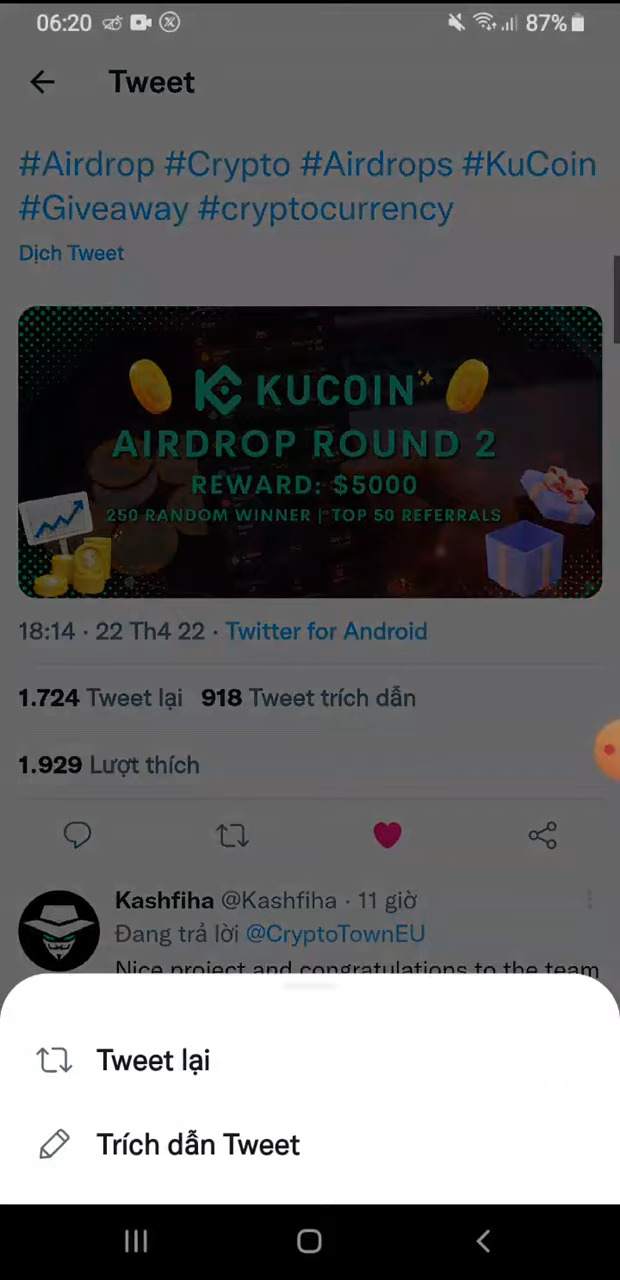 06:20 87%
Tweet
#Airdrop #Crypto #Airdrops #KuCoin
#Giveaway #cryptocurrency
Dịch Tweet
KUCOIN
AIRDROP ROUND 2
REWARD: $5000
250 RANDOM WINNER | TOP 50 REFERRALS
18:14 · 22 Th4 22 · Twitter for Android
1.724 Tweet lại 918 Tweet trích dẫn
1.929 Lượt thích
Kashfiha @Kashfiha · 11 giờ
Đang trả lời @CryptoTownEU
Nice project and congratulations to the team
Tweet lại
Trích dẫn Tweet